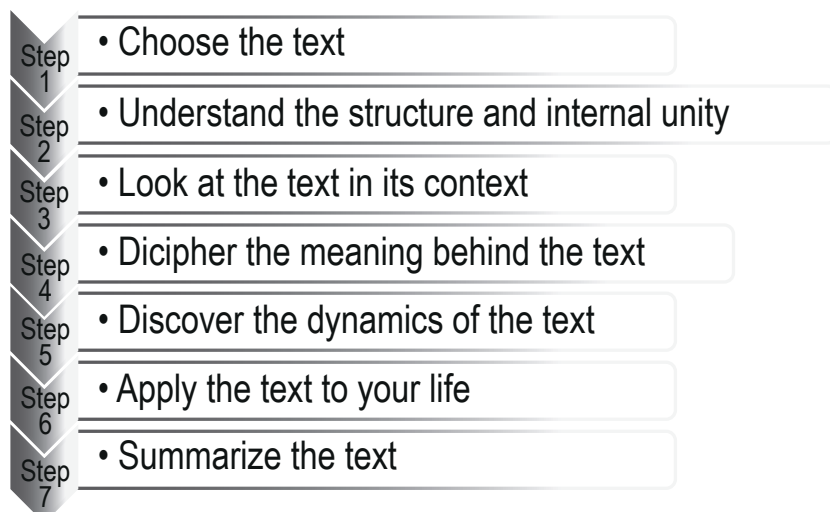 Step
1
• Choose the text
Step
2
• Understand the structure and internal unity
Step
3
• Look at the text in its context
Step
4
• Dicipher the meaning behind the text
Step
5
• Discover the dynamics of the text
Step
6
• Apply the text to your life
Step
7
• Summarize the text